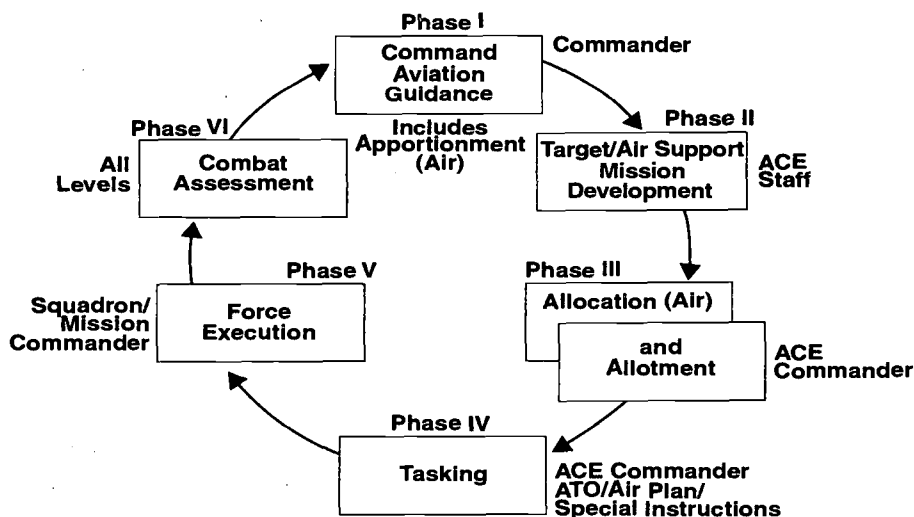 Phase I
Command
Aviation
Guidance
Commander
Includes
Apportionment
(Air)
Phase II
Target/Air Support
Mission
Development
ACE
Staff
Phase III
Allocation (Air)
and
Allotment
ACE
Commander
Phase IV
Tasking
ACE Commander
ATO/Air Plan/
Special Instructions
Phase V
Force
Execution
Squadron/
Mission
Commander
Phase VI
Combat
Assessment
All
Levels